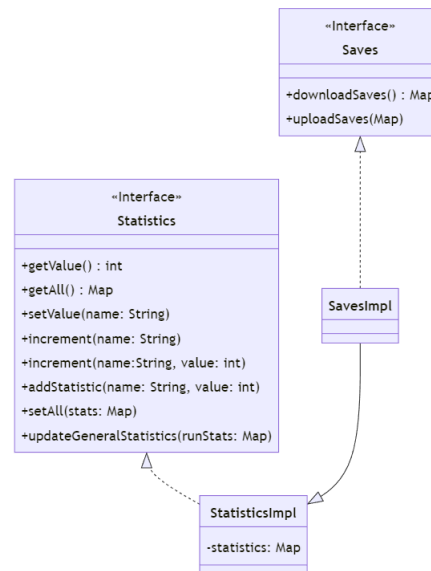 «Interface»
Saves
+downloadSaves() : Map
+uploadSaves(Map)
«Interface»
Statistics
+getValue() : int
+getAll() : Map
+setValue(name: String)
+increment(name: String)
+increment(name:String, value: int)
+addStatistic(name: String, value: int)
+setAll(stats: Map)
+updateGeneralStatistics(runStats: Map)
SavesImpl
StatisticsImpl
-statistics: Map